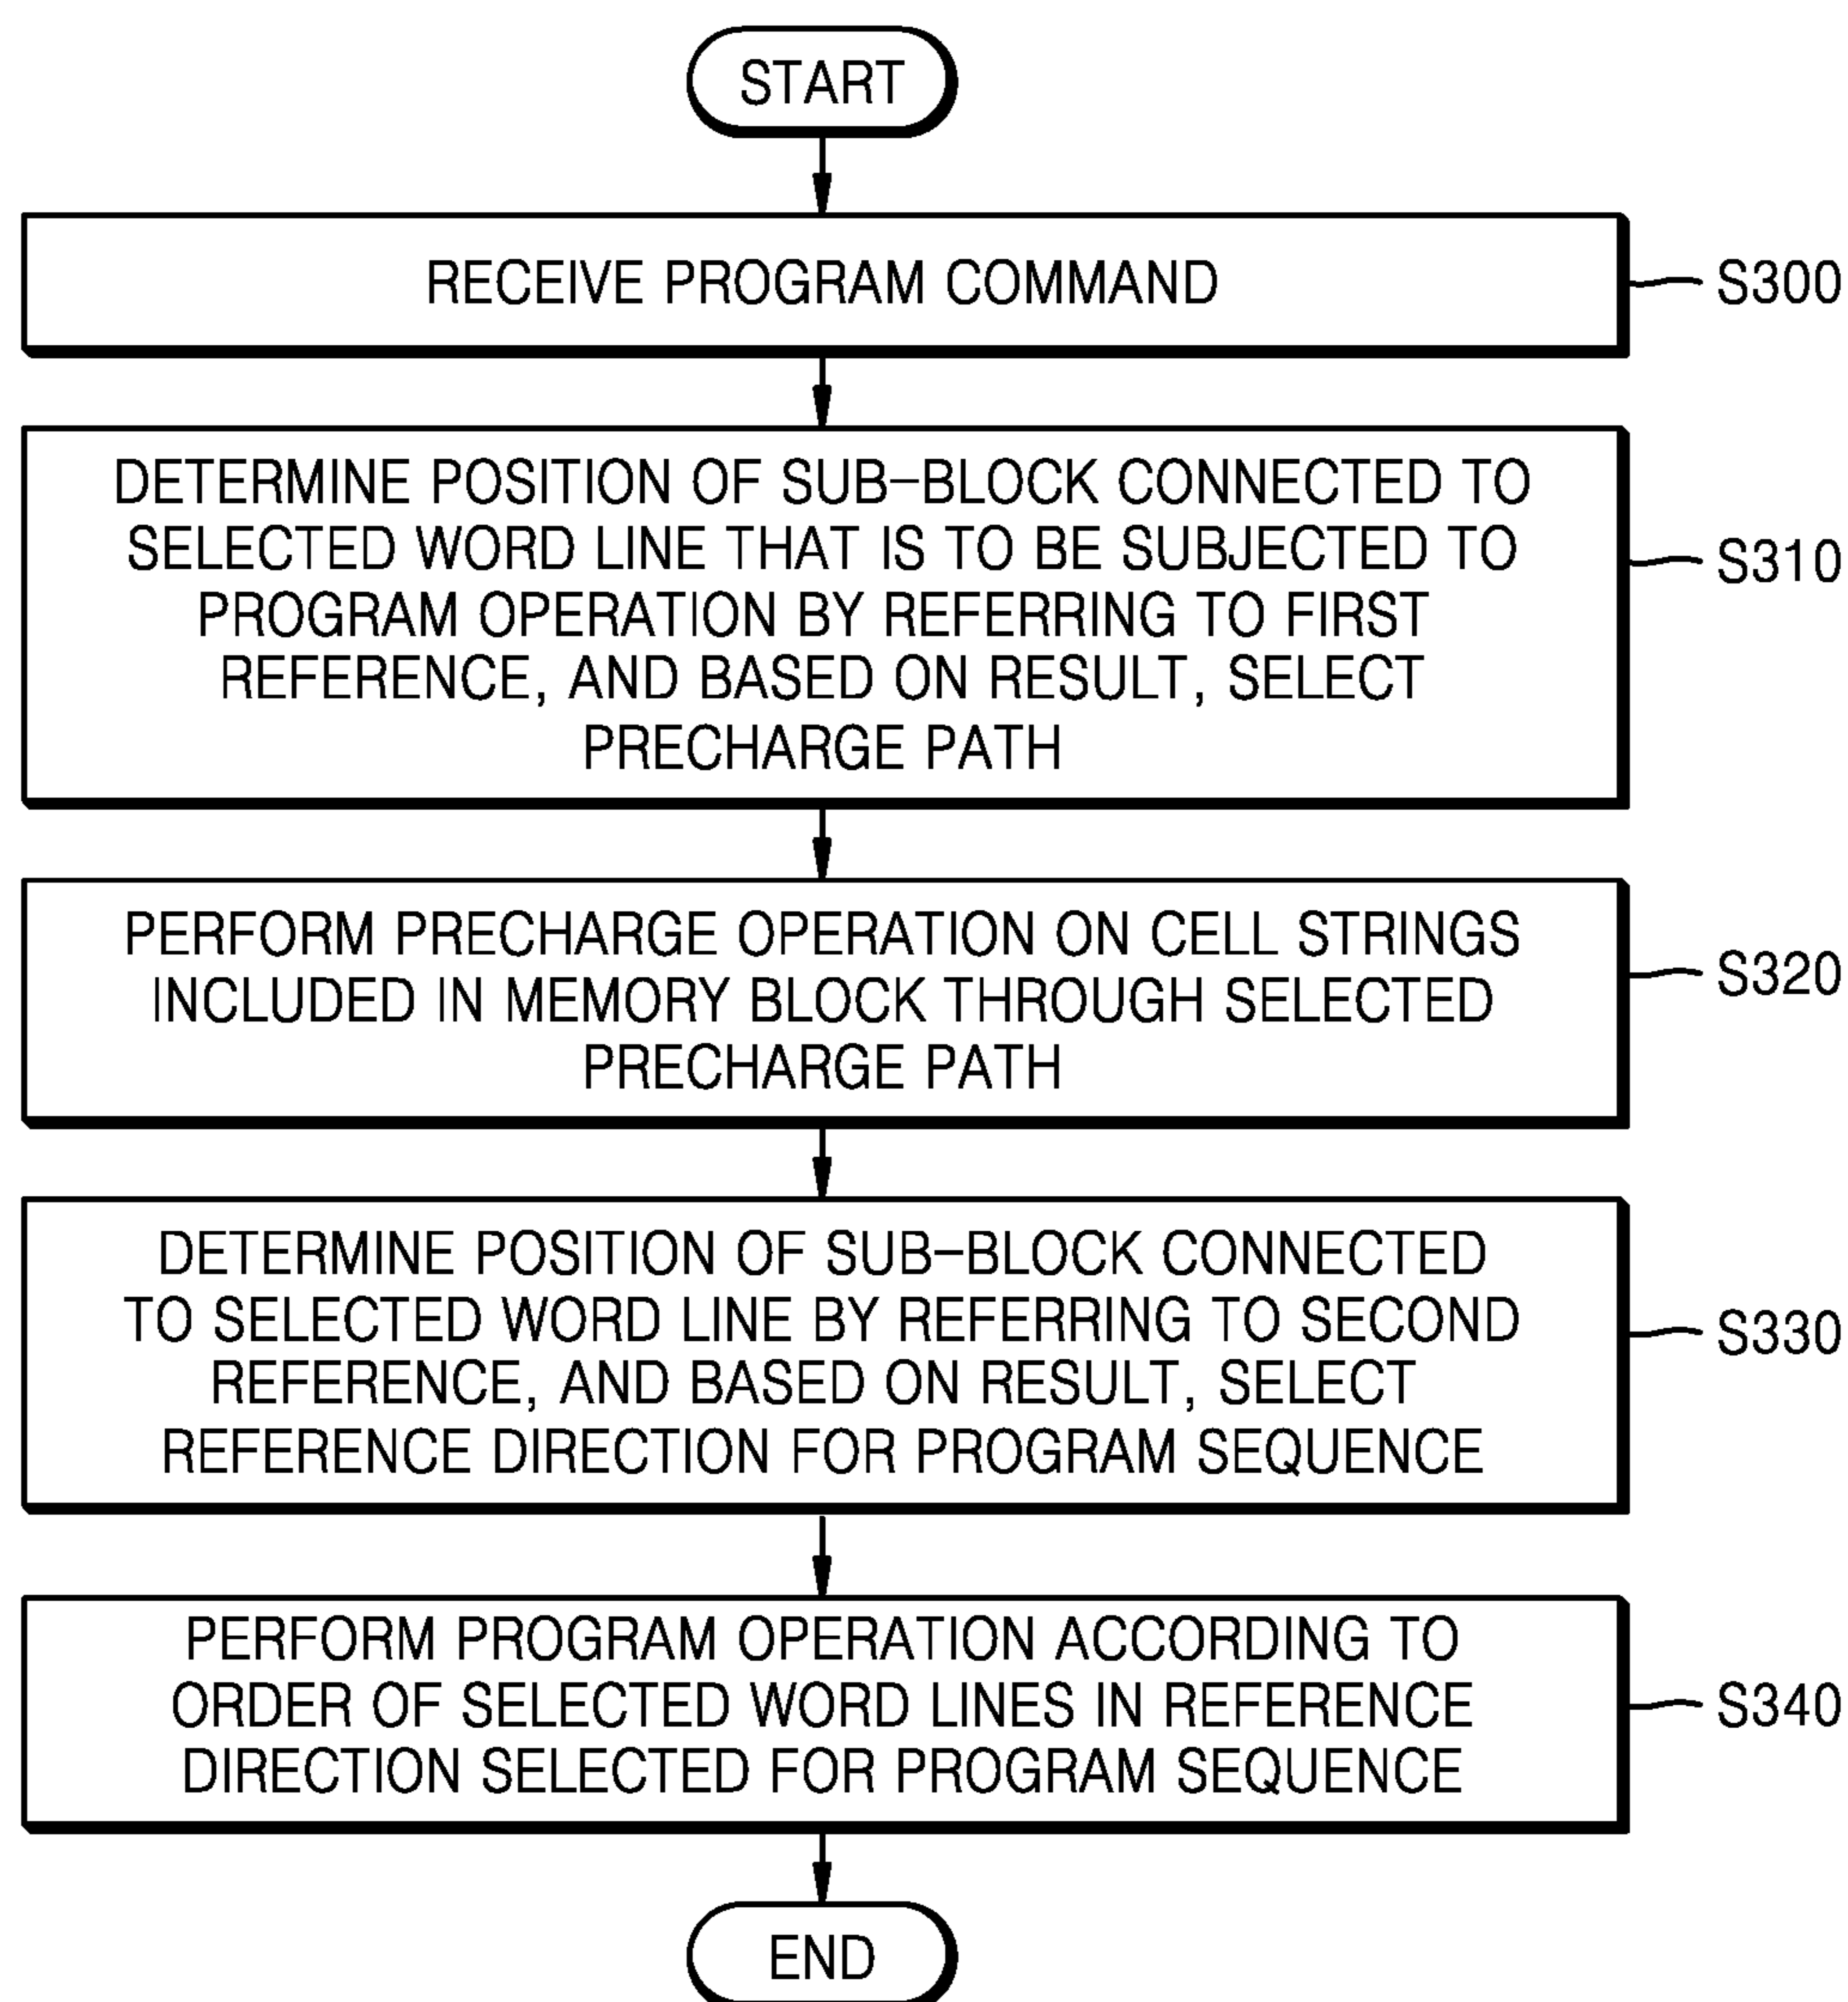 START
RECEIVE PROGRAM COMMAND
S300
DETERMINE POSITION OF SUB-BLOCK CONNECTED TO
SELECTED WORD LINE THAT IS TO BE SUBJECTED TO
PROGRAM OPERATION BY REFERRING TO FIRST
REFERENCE, AND BASED ON RESULT, SELECT
PRECHARGE PATH
S310
PERFORM PRECHARGE OPERATION ON CELL STRINGS
INCLUDED IN MEMORY BLOCK THROUGH SELECTED
PRECHARGE PATH
S320
DETERMINE POSITION OF SUB-BLOCK CONNECTED
TO SELECTED WORD LINE BY REFERRING TO SECOND
REFERENCE, AND BASED ON RESULT, SELECT
REFERENCE DIRECTION FOR PROGRAM SEQUENCE
S330
PERFORM PROGRAM OPERATION ACCORDING TO
ORDER OF SELECTED WORD LINES IN REFERENCE
DIRECTION SELECTED FOR PROGRAM SEQUENCE
S340
END